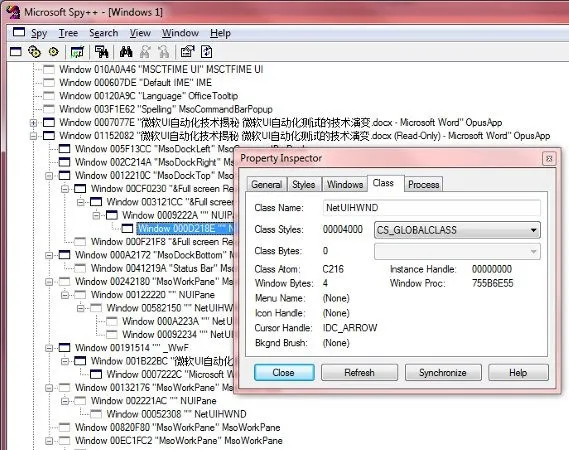 Microsoft Spy++ - [Windows 1]
Spy Tree Search View Messages Window Help
Window 010A0A46 "MSCTFIME UI" MSCTFIME UI
Window 000607DE "Default IME" IME
Window 00120A9C "Language" OfficeTooltip
Window 003F1E62 "Spelling" MsoCommandBarPopup
Window 0007077E "微软UI自动化技术揭秘 微软UI自动化测试的技术演变.docx - Microsoft Word" OpusApp
Window 01152082 "微软UI自动化技术揭秘 微软UI自动化测试的技术演变.docx (Read-Only) - Microsoft Word" OpusApp
Window 005F13CC "MsoDockLeft"
Window 002C214A "MsoDockRight"
Window 0012210C "MsoDockTop"
Window 00CF0230 "&Full screen
Window 003121CC "&Full screen
Window 0009222A "" NUIPane
Window 000D218E ""
Window 000F21F8 "&Full screen
Window 000A2172 "MsoDockBottom"
Window 0041219A "Status Bar"
Window 00242180 "MsoWorkPane"
Window 00122220 "" NUIPane
Window 00582150 "" NetUIHWND
Window 000A223A ""
Window 00092234 ""
Window 00191514 "" _WwF
Window 001B22BC "微软UI自动化
Window 0007222C "Microsoft
Window 00132176 "MsoWorkPane"
Window 002221AC "" NUIPane
Window 00052308 "" NetUIHWND
Window 00820F80 "MsoWorkPane" MsoWorkPane
Window 00EC1FC2 "MsoWorkPane" MsoWorkPane
Property Inspector
General Styles Windows Class Process
Class Name: NetUIHWND
Class Styles: 00004000 CS_GLOBALCLASS
Class Bytes: 0
Class Atom: C216 Instance Handle: 00000000
Window Bytes: 4 Window Proc: 755B6E55
Menu Name: (None)
Icon Handle: (None)
Cursor Handle: IDC_ARROW
Bkgnd Brush: (None)
Close Refresh Synchronize Help